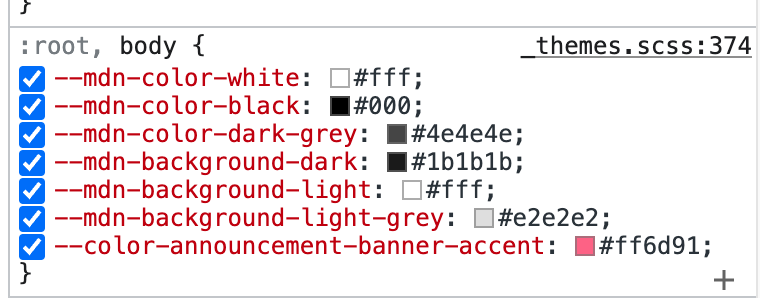 }
:root, body { _themes.scss:374
--mdn-color-white: #fff;
--mdn-color-black: #000;
--mdn-color-dark-grey: #4e4e4e;
--mdn-background-dark: #1b1b1b;
--mdn-background-light: #fff;
--mdn-background-light-grey: #e2e2e2;
--color-announcement-banner-accent: #ff6d91;
}